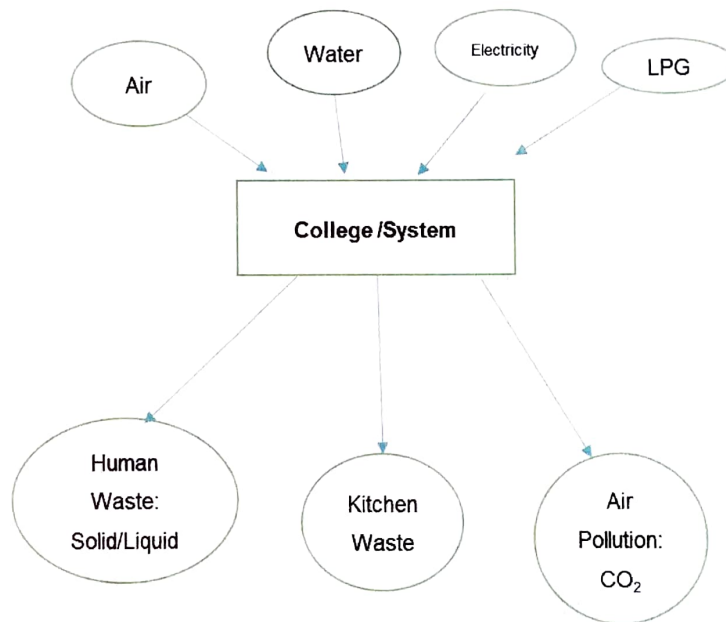 Air
Water
Electricity
LPG
College /System
Human
Waste:
Solid/Liquid
Kitchen
Waste
Air
Pollution:
CO₂